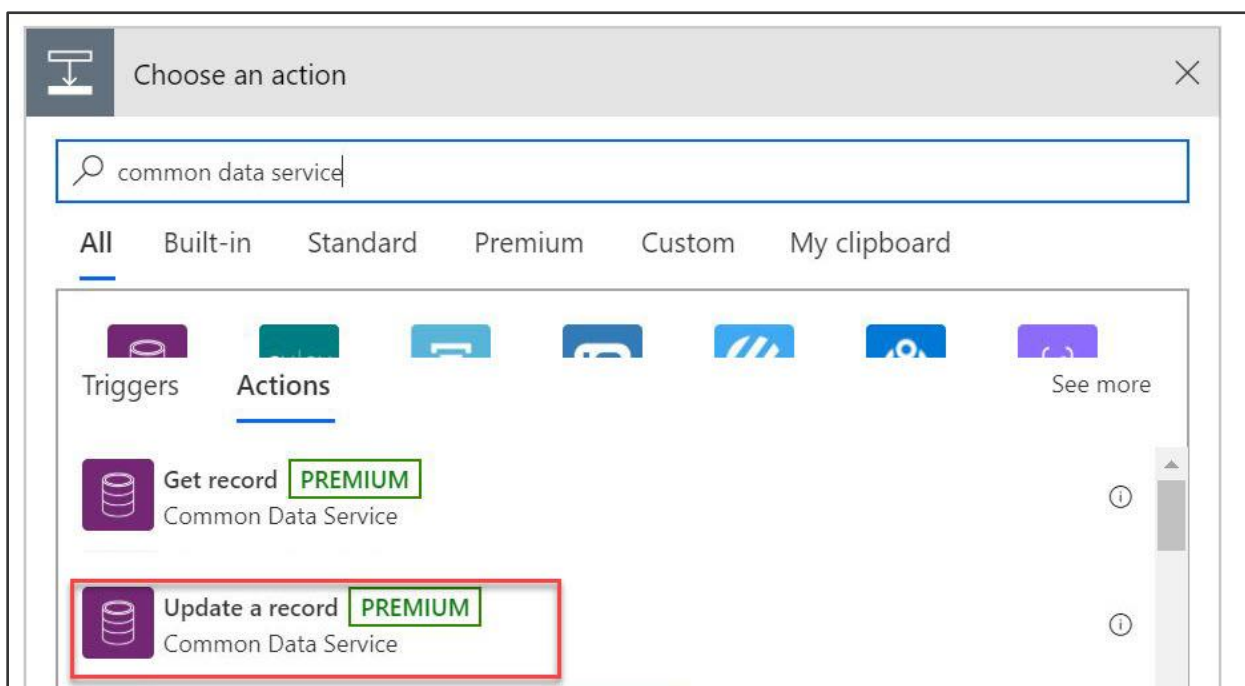 Choose an action
common data service
All Built-in Standard Premium Custom My clipboard
Triggers Actions See more
Get record PREMIUM
Common Data Service
Update a record PREMIUM
Common Data Service